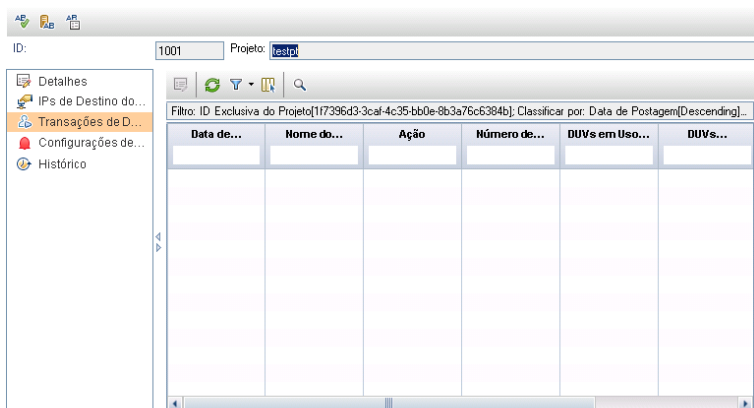 ID: 1001 Projeto: testpt
Detalhes
IPs de Destino do...
Transações de D...
Configurações de...
Histórico
Filtro: ID Exclusiva do Projeto[1f7396d3-3caf-4c35-bb0e-8b3a76c6384b]; Classificar por: Data de Postagem[Descending]...
Data de... Nome do... Ação Número de... DUVs em Uso... DUVs...